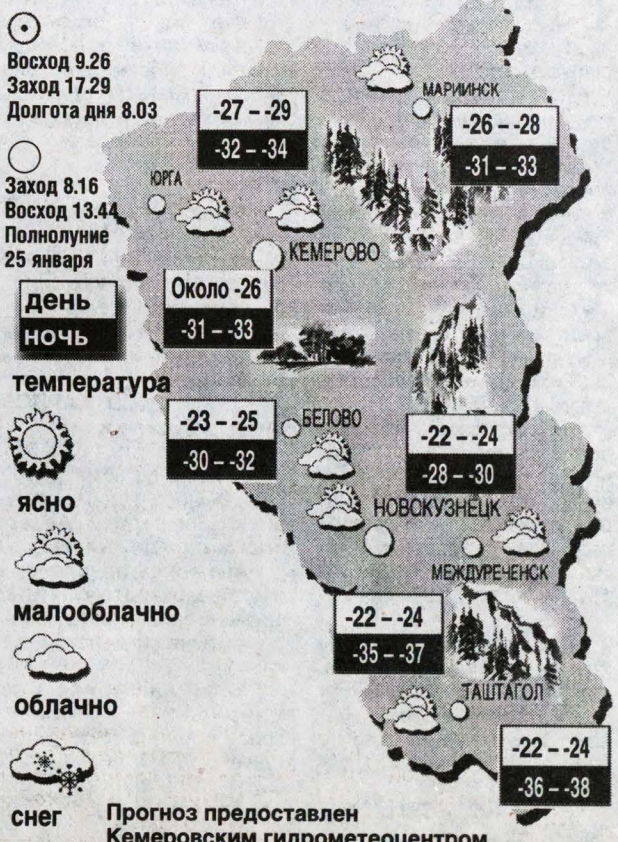 Восход 9.26
Заход 17.29
Долгота дня 8.03
Заход 8.16
Восход 13.44
Полнолуние
25 января
день
ночь
температура
ясно
малооблачно
облачно
снег
МАРИИНСК
-26 – -28
-31 – -33
-27 – -29
-32 – -34
ЮРГА
КЕМЕРОВО
Около -26
-31 – -33
-23 – -25
-30 – -32
БЕЛОВО
-22 – -24
-28 – -30
НОВОКУЗНЕЦК
МЕЖДУРЕЧЕНСК
-22 – -24
-35 – -37
ТАШТАГОЛ
-22 – -24
-36 – -38
Прогноз предоставлен
Кемеровским гидрометеоцентром